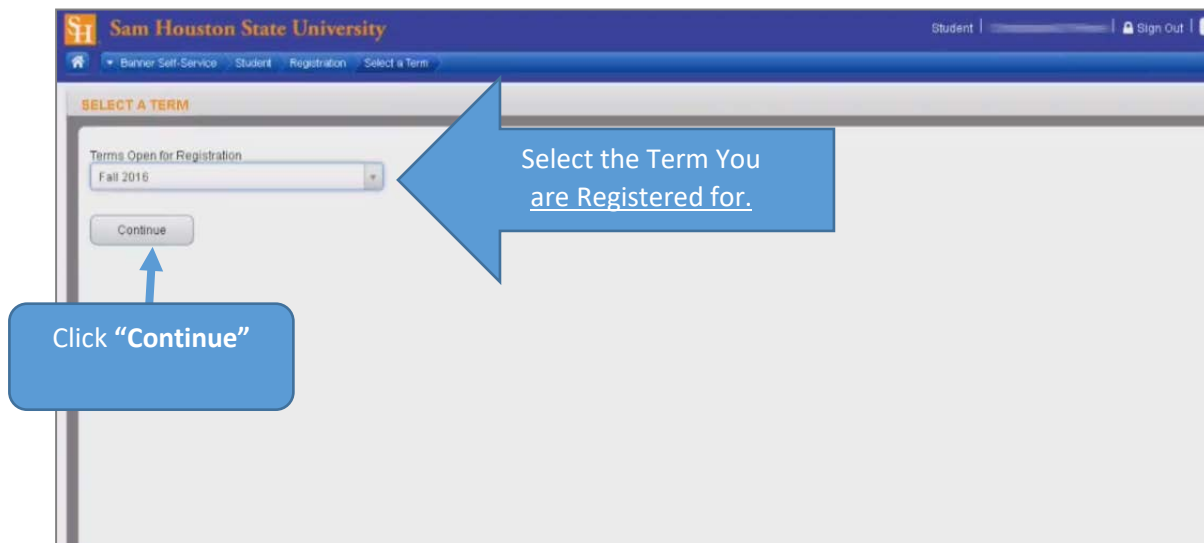 SH Sam Houston State University
Student | | Sign Out |
Banner Self-Service Student Registration Select a Term
SELECT A TERM
Terms Open for Registration
Fall 2016
Select the Term You
are Registered for.
Continue
Click “Continue”